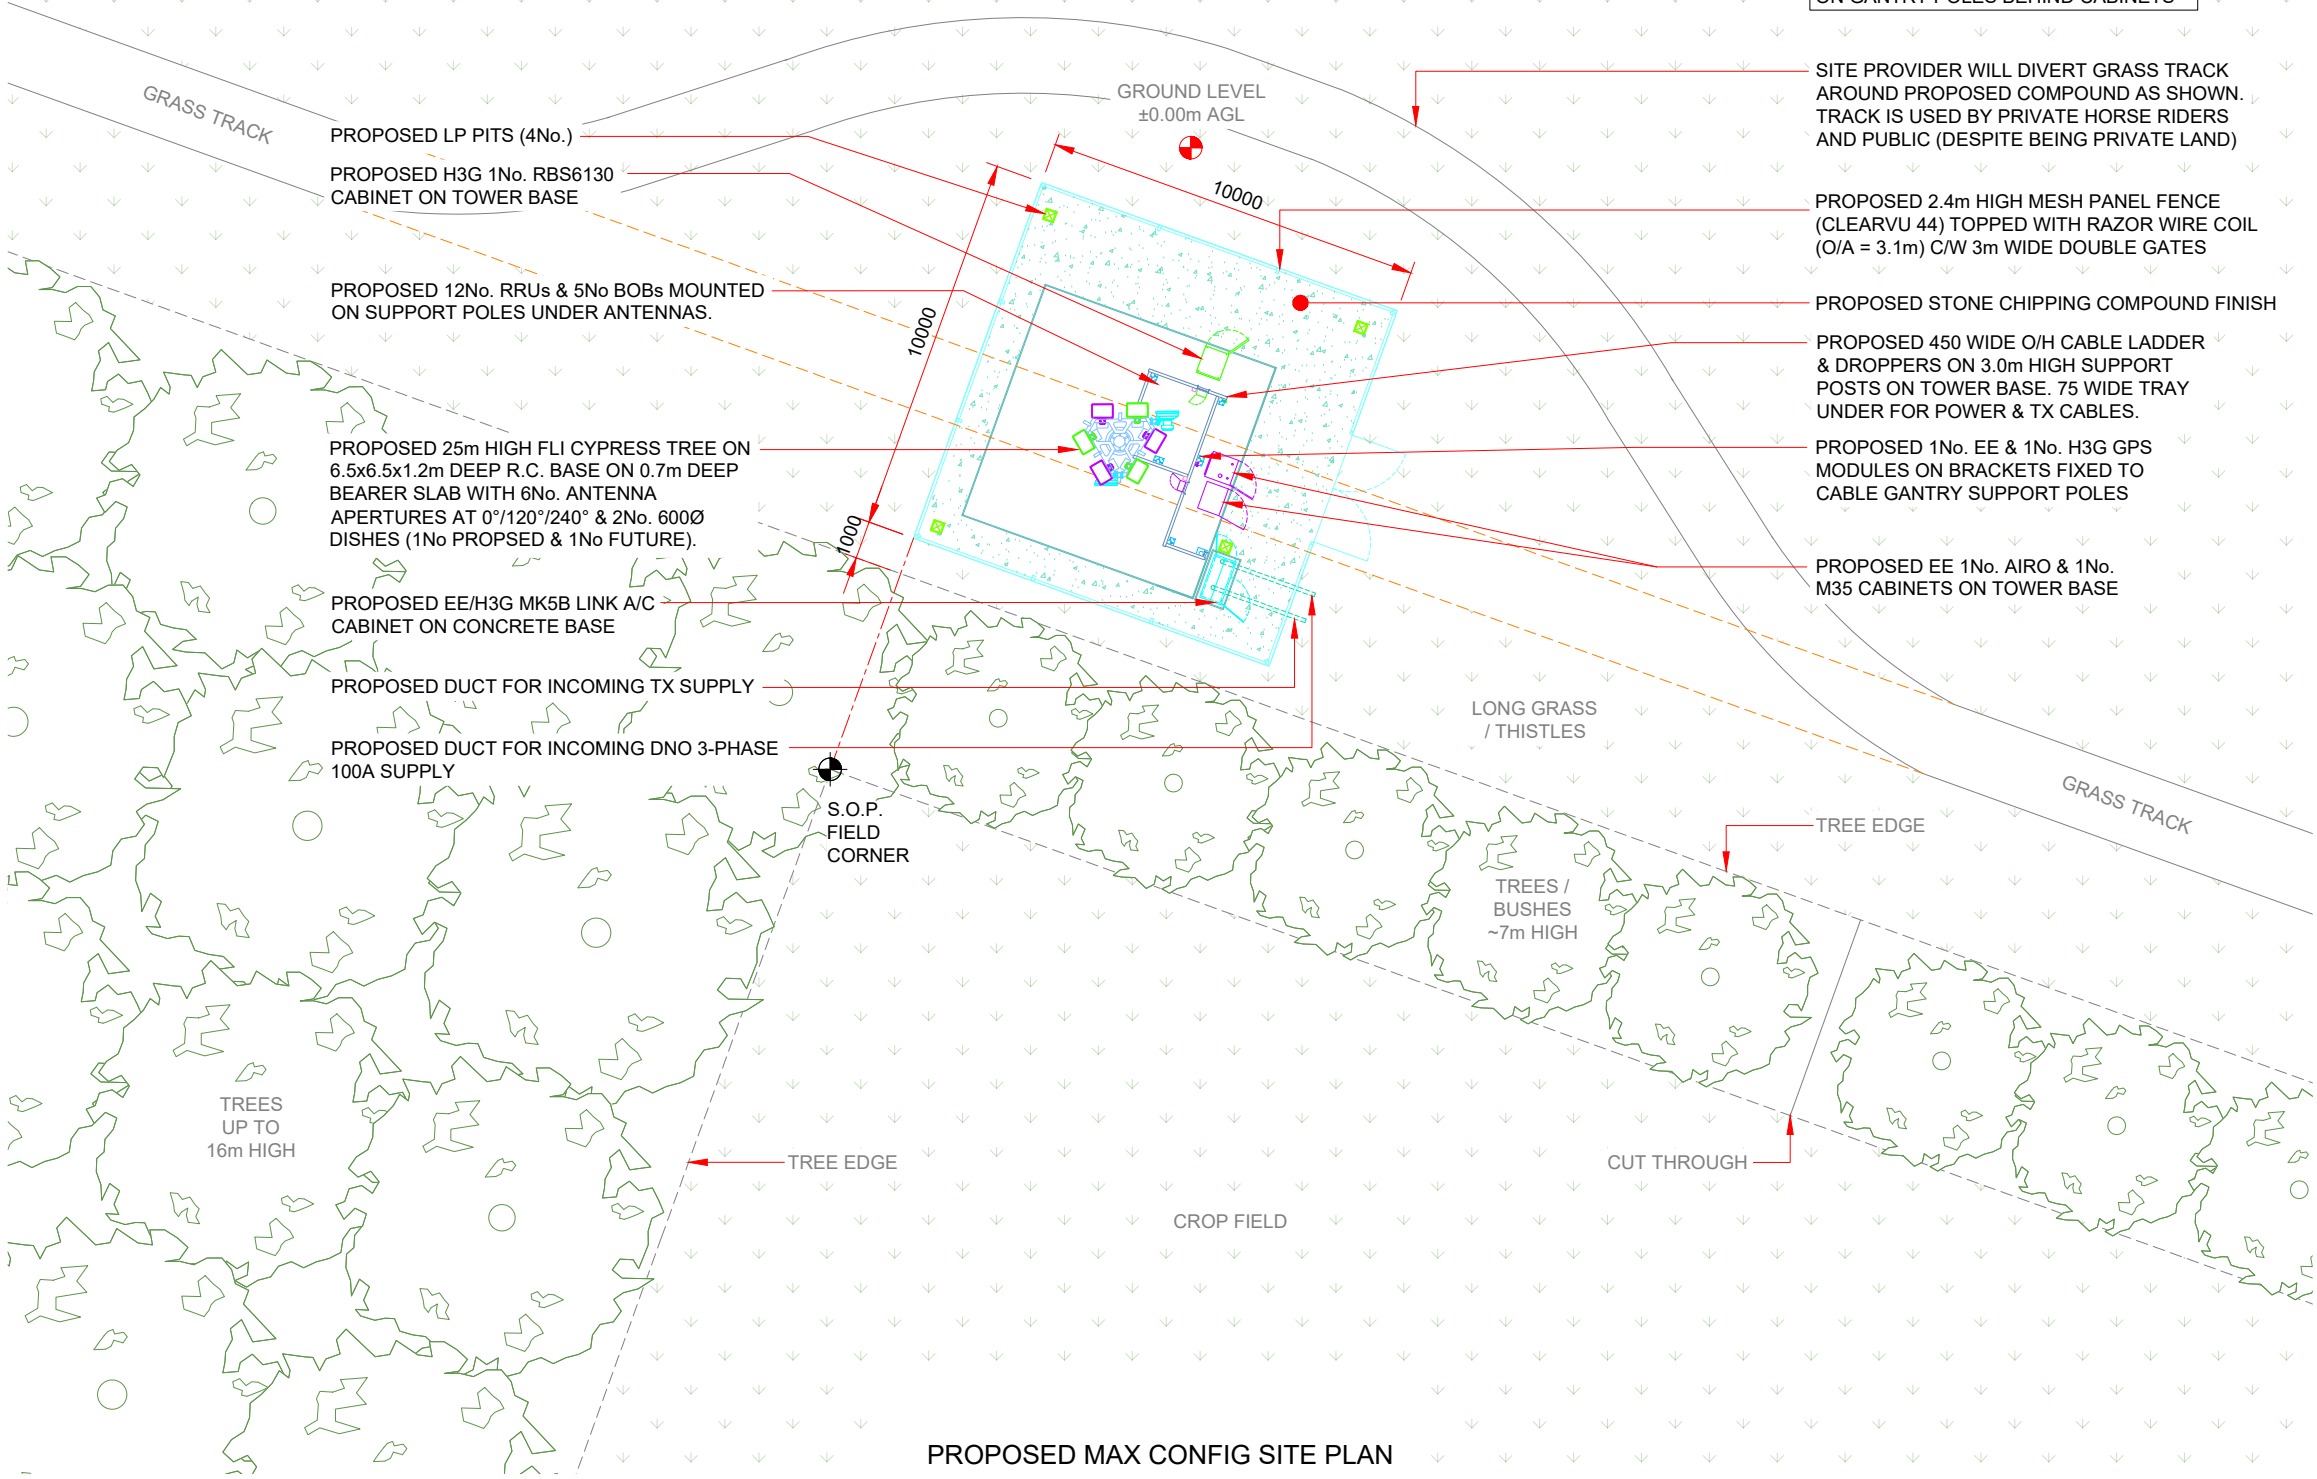 ON GANTRY POLES BEHIND CABINETS
GRASS TRACK
GROUND LEVEL
±0.00m AGL
SITE PROVIDER WILL DIVERT GRASS TRACK
AROUND PROPOSED COMPOUND AS SHOWN.
TRACK IS USED BY PRIVATE HORSE RIDERS
AND PUBLIC (DESPITE BEING PRIVATE LAND)
PROPOSED LP PITS (4No.)
PROPOSED H3G 1No. RBS6130
CABINET ON TOWER BASE
10000
PROPOSED 2.4m HIGH MESH PANEL FENCE
(CLEARVU 44) TOPPED WITH RAZOR WIRE COIL
(O/A = 3.1m) C/W 3m WIDE DOUBLE GATES
PROPOSED 12No. RRUs & 5No BOBs MOUNTED
ON SUPPORT POLES UNDER ANTENNAS.
10000
PROPOSED STONE CHIPPING COMPOUND FINISH
PROPOSED 450 WIDE O/H CABLE LADDER
& DROPPERS ON 3.0m HIGH SUPPORT
POSTS ON TOWER BASE. 75 WIDE TRAY
UNDER FOR POWER & TX CABLES.
PROPOSED 25m HIGH FLI CYPRESS TREE ON
6.5x6.5x1.2m DEEP R.C. BASE ON 0.7m DEEP
BEARER SLAB WITH 6No. ANTENNA
APERTURES AT 0°/120°/240° & 2No. 600Ø
DISHES (1No PROPSED & 1No FUTURE).
PROPOSED 1No. EE & 1No. H3G GPS
MODULES ON BRACKETS FIXED TO
CABLE GANTRY SUPPORT POLES
1000
PROPOSED EE 1No. AIRO & 1No.
M35 CABINETS ON TOWER BASE
PROPOSED EE/H3G MK5B LINK A/C
CABINET ON CONCRETE BASE
PROPOSED DUCT FOR INCOMING TX SUPPLY
LONG GRASS
/ THISTLES
PROPOSED DUCT FOR INCOMING DNO 3-PHASE
100A SUPPLY
GRASS TRACK
S.O.P.
FIELD
CORNER
TREE EDGE
TREES /
BUSHES
~7m HIGH
TREES
UP TO
16m HIGH
TREE EDGE
CUT THROUGH
CROP FIELD
PROPOSED MAX CONFIG SITE PLAN